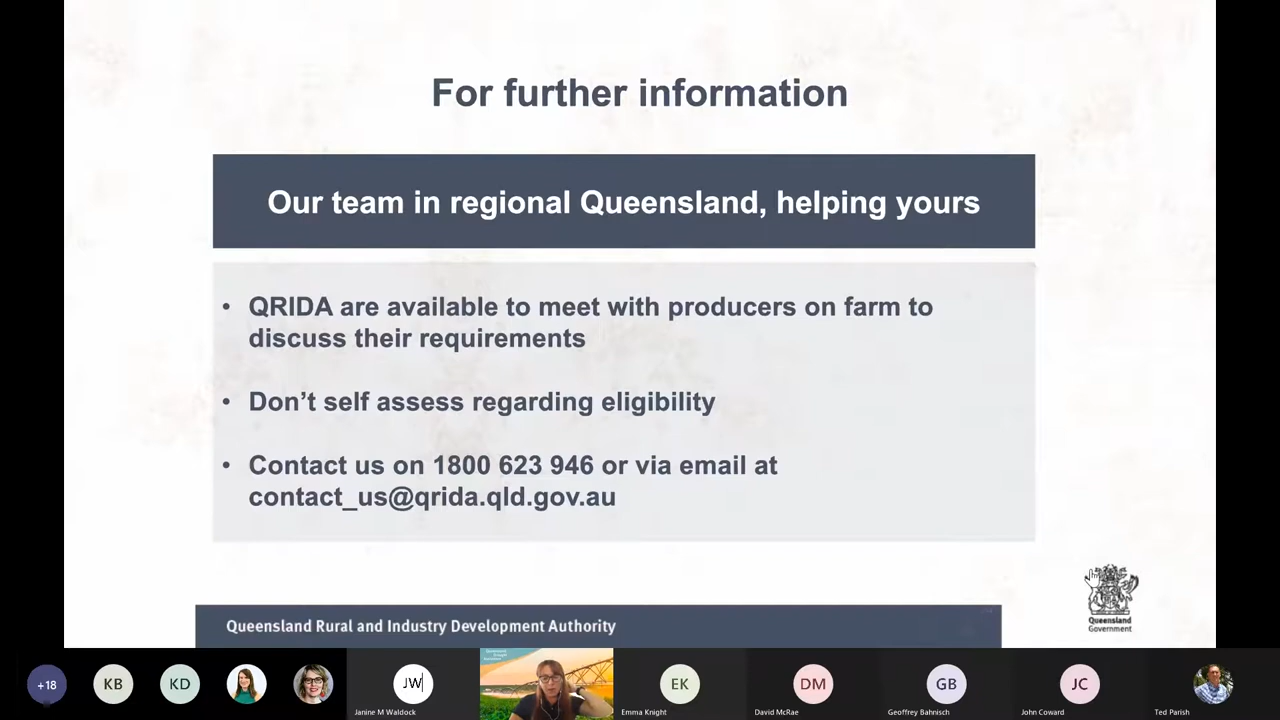 For further information
Our team in regional Queensland, helping yours
• QRIDA are available to meet with producers on farm to
discuss their requirements
• Don’t self assess regarding eligibility
• Contact us on 1800 623 946 or via email at
contact_us@qrida.qld.gov.au
Queensland
Government
Queensland Rural and Industry Development Authority
+18
KB
KD
JW
EK
DM
GB
JC
Janine M Waldock
Emma Knight
David McRae
Geoffrey Bahnisch
John Coward
Ted Parish